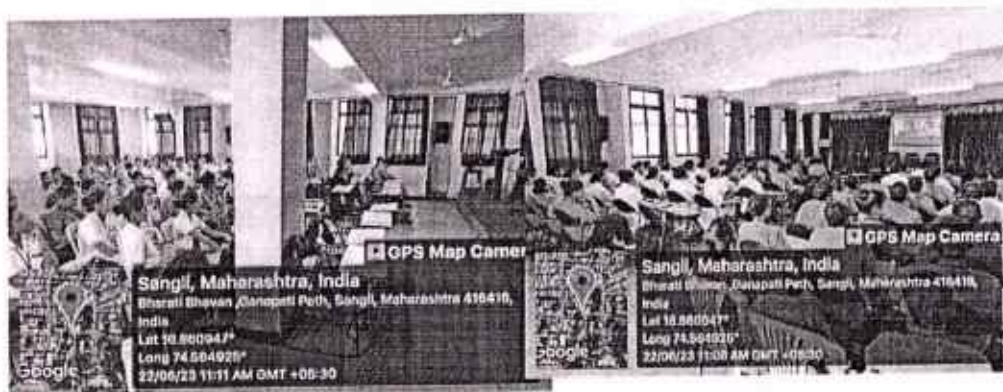 GPS Map Camera
Sangli, Maharashtra, India
Bharati Bhavan ,Ganapati Peth, Sangli, Maharashtra 416416,
India
Lat 16.860947°
Long 74.564925°
22/06/23 11:11 AM GMT +05:30
Google
GPS Map Camera
Sangli, Maharashtra, India
Bharati Bhavan ,Ganapati Peth, Sangli, Maharashtra 416416,
India
Lat 16.860947°
Long 74.564925°
22/06/23 11:08 AM GMT +05:30
Google